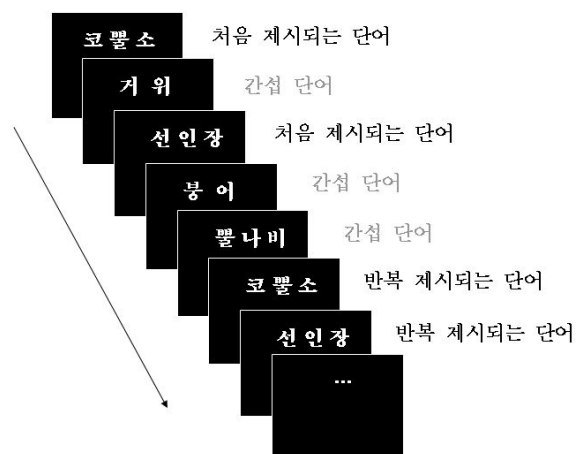 코뿔소 처음 제시되는 단어
거위 간섭 단어
선인장 처음 제시되는 단어
붕어 간섭 단어
뿔나비 간섭 단어
코뿔소 반복 제시되는 단어
선인장 반복 제시되는 단어
...